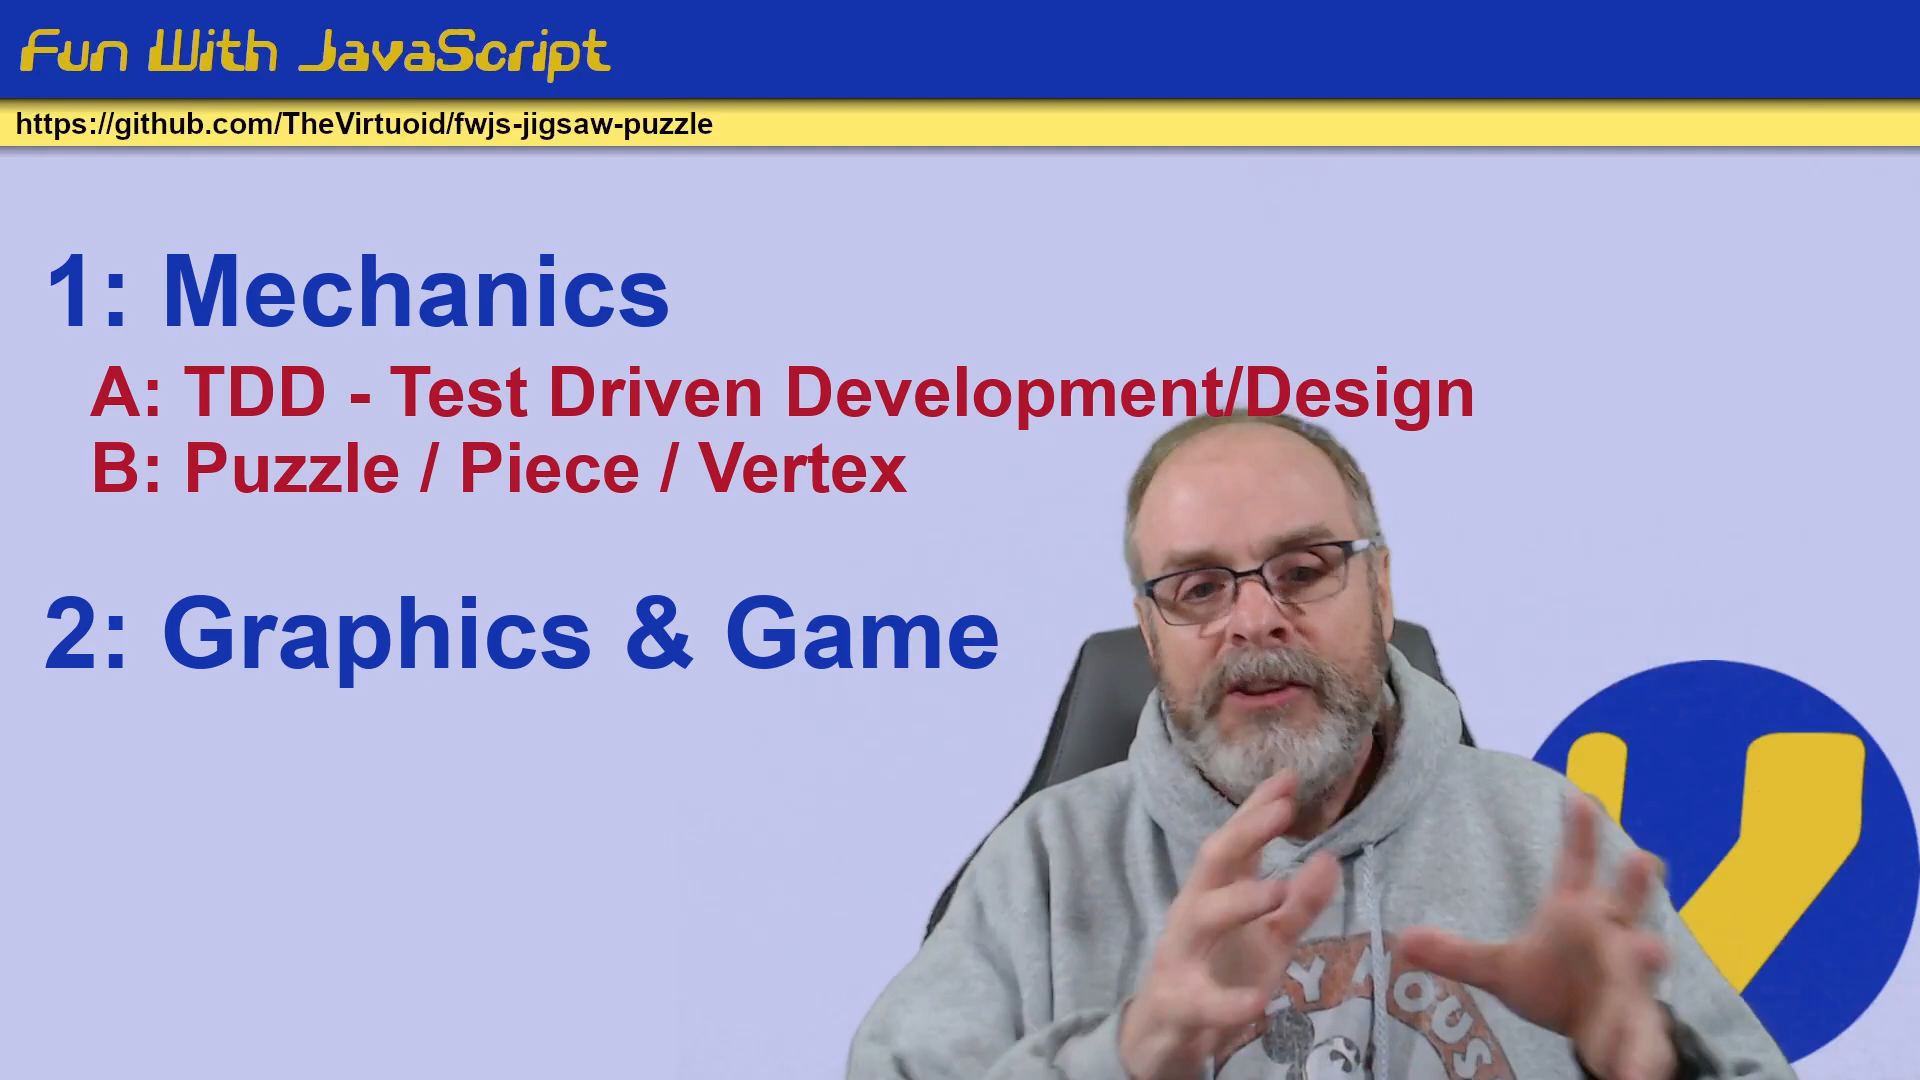 Fun With JavaScript
https://github.com/TheVirtuoid/fwjs-jigsaw-puzzle
1: Mechanics
A: TDD - Test Driven Development/Design
B: Puzzle / Piece / Vertex
2: Graphics & Game